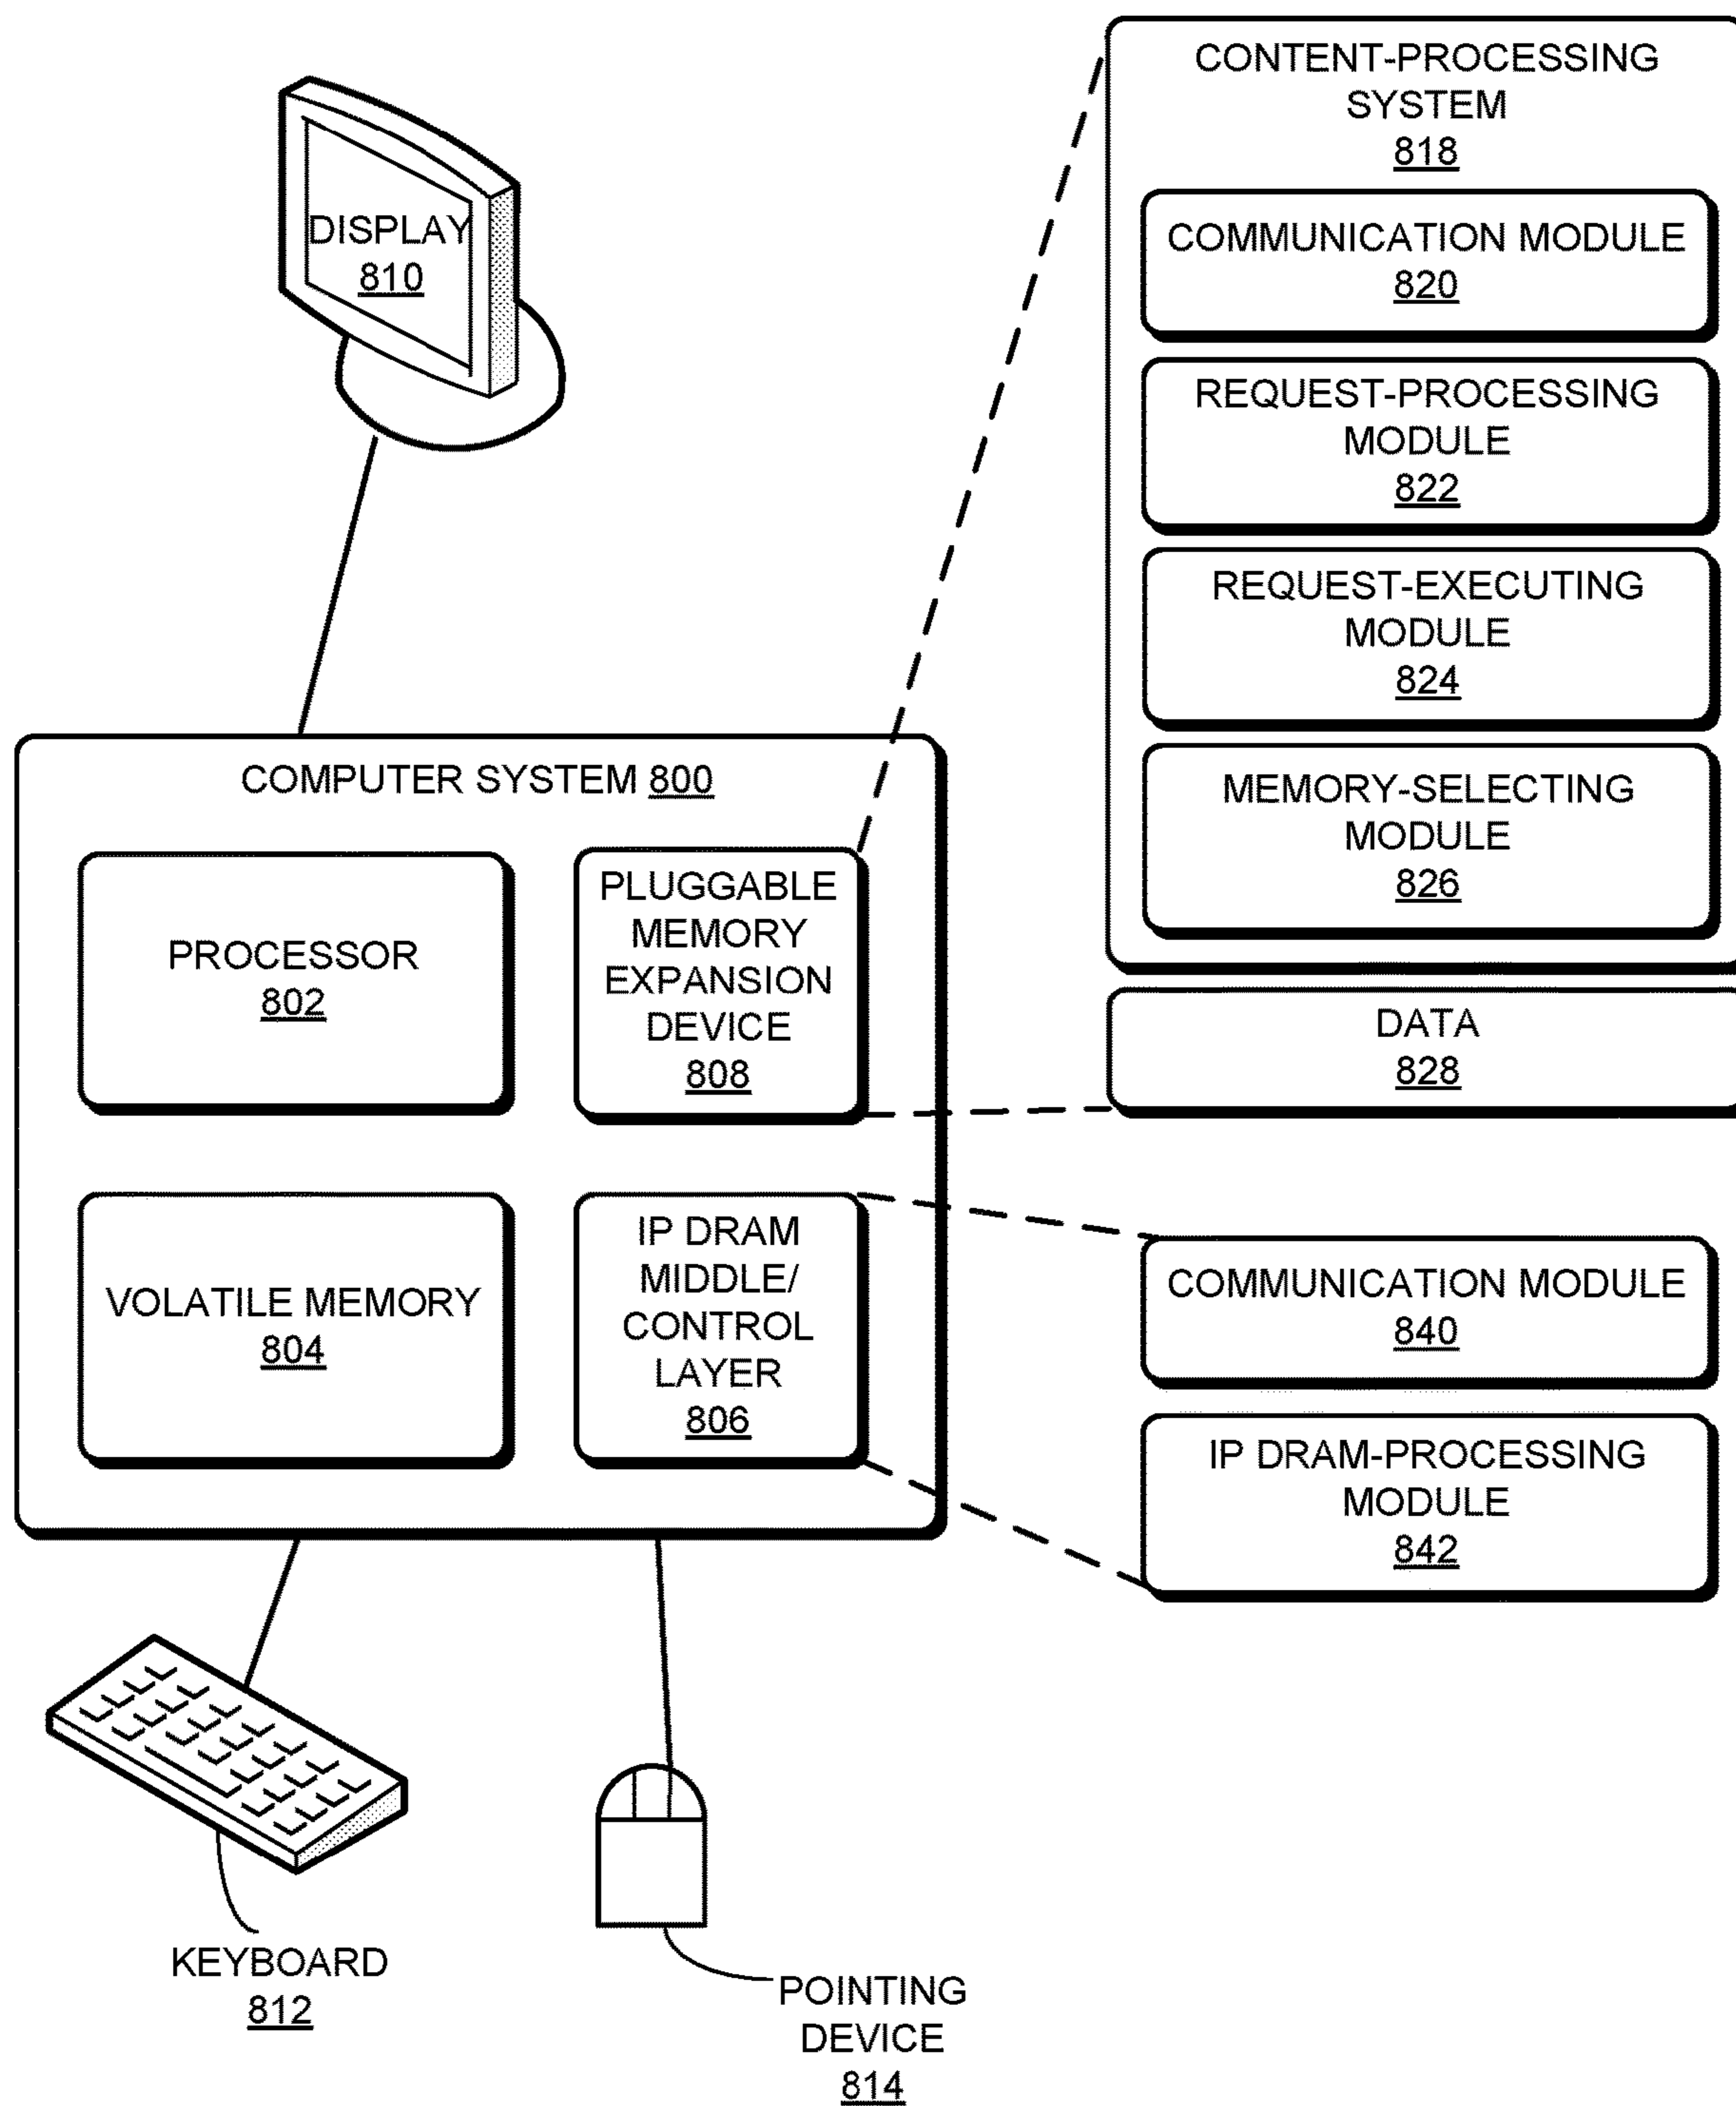 DISPLAY
810
COMPUTER SYSTEM 800
PROCESSOR
802
PLUGGABLE
MEMORY
EXPANSION
DEVICE
808
VOLATILE MEMORY
804
IP DRAM
MIDDLE/
CONTROL
LAYER
806
KEYBOARD
812
POINTING
DEVICE
814
CONTENT-PROCESSING
SYSTEM
818
COMMUNICATION MODULE
820
REQUEST-PROCESSING
MODULE
822
REQUEST-EXECUTING
MODULE
824
MEMORY-SELECTING
MODULE
826
DATA
828
COMMUNICATION MODULE
840
IP DRAM-PROCESSING
MODULE
842